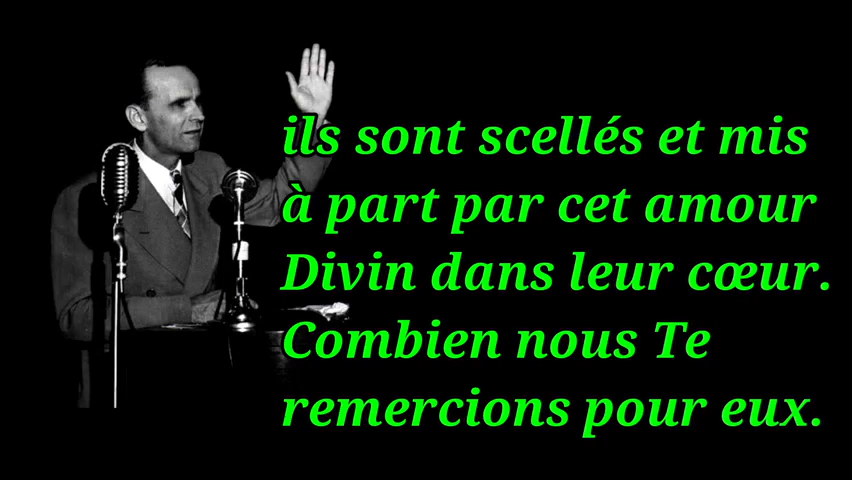 ils sont scellés et mis
à part par cet amour
Divin dans leur cœur.
Combien nous Te
remercions pour eux.